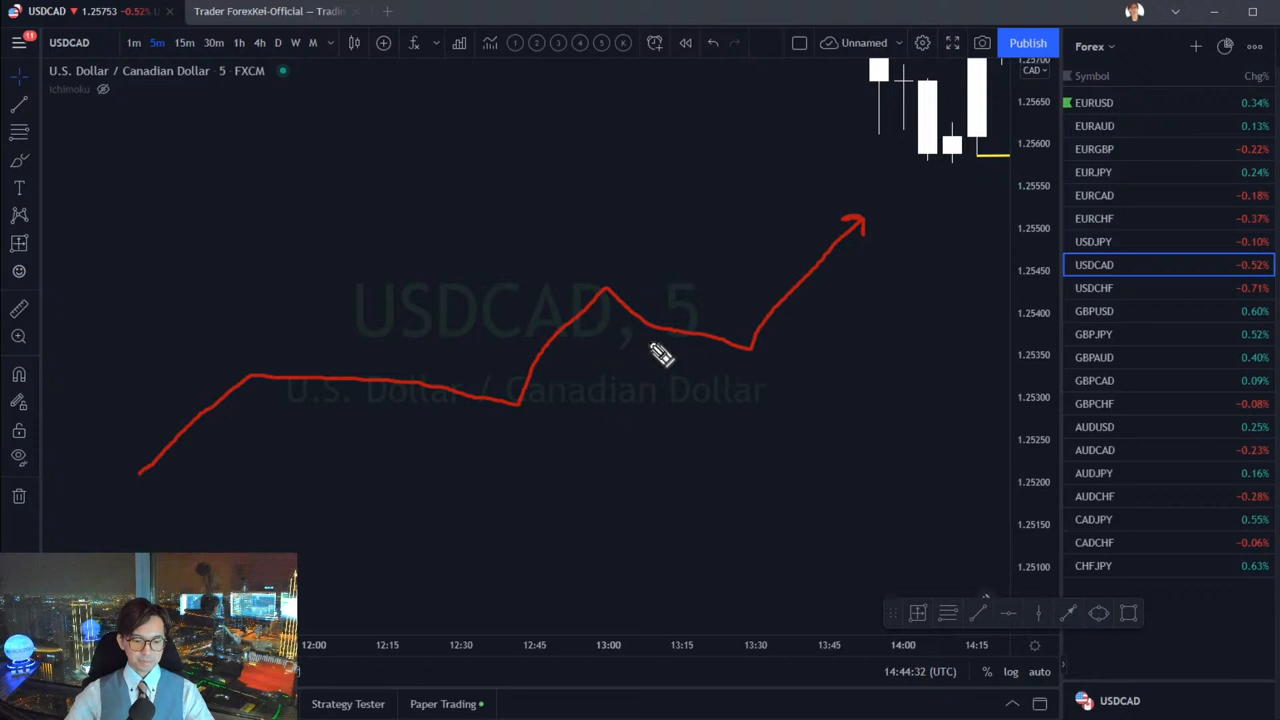 USDCAD ▼ 1.25753 −0.52%
Trader ForexKei-Official — Tradin
11
USDCAD 1m 5m 15m 30m 1h 4h D W M 1 2 3 4 5 K Unnamed Publish
U.S. Dollar / Canadian Dollar · 5 · FXCM
Ichimoku
USDCAD, 5
U.S. Dollar / Canadian Dollar
1.25700
CAD
1.25650
1.25600
1.25550
1.25500
1.25450
1.25400
1.25350
1.25300
1.25250
1.25200
1.25150
1.25100
12:00 12:15 12:30 12:45 13:00 13:15 13:30 13:45 14:00 14:15
14:44:32 (UTC) % log auto
Strategy Tester Paper Trading
Forex
Symbol Chg%
EURUSD 0.34%
EURAUD 0.13%
EURGBP −0.22%
EURJPY 0.24%
EURCAD −0.18%
EURCHF −0.37%
USDJPY −0.10%
USDCAD −0.52%
USDCHF −0.71%
GBPUSD 0.60%
GBPJPY 0.52%
GBPAUD 0.40%
GBPCAD 0.09%
GBPCHF −0.08%
AUDUSD 0.25%
AUDCAD −0.23%
AUDJPY 0.16%
AUDCHF −0.28%
CADJPY 0.55%
CADCHF −0.06%
CHFJPY 0.63%
USDCAD